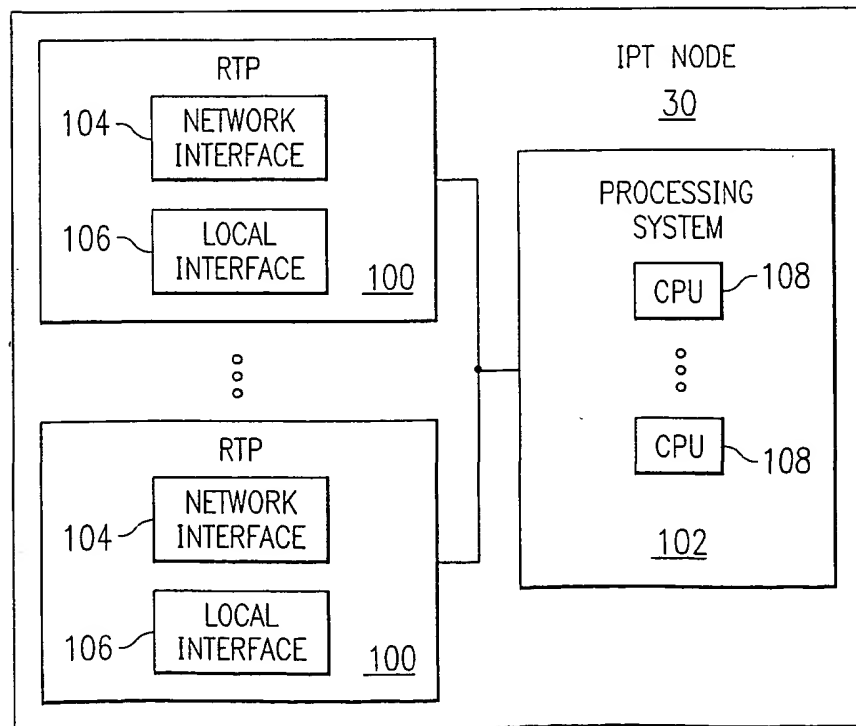 RTP
104
NETWORK
INTERFACE
106
LOCAL
INTERFACE
100
RTP
104
NETWORK
INTERFACE
106
LOCAL
INTERFACE
100
IPT NODE
30
PROCESSING
SYSTEM
CPU
108
CPU
108
102